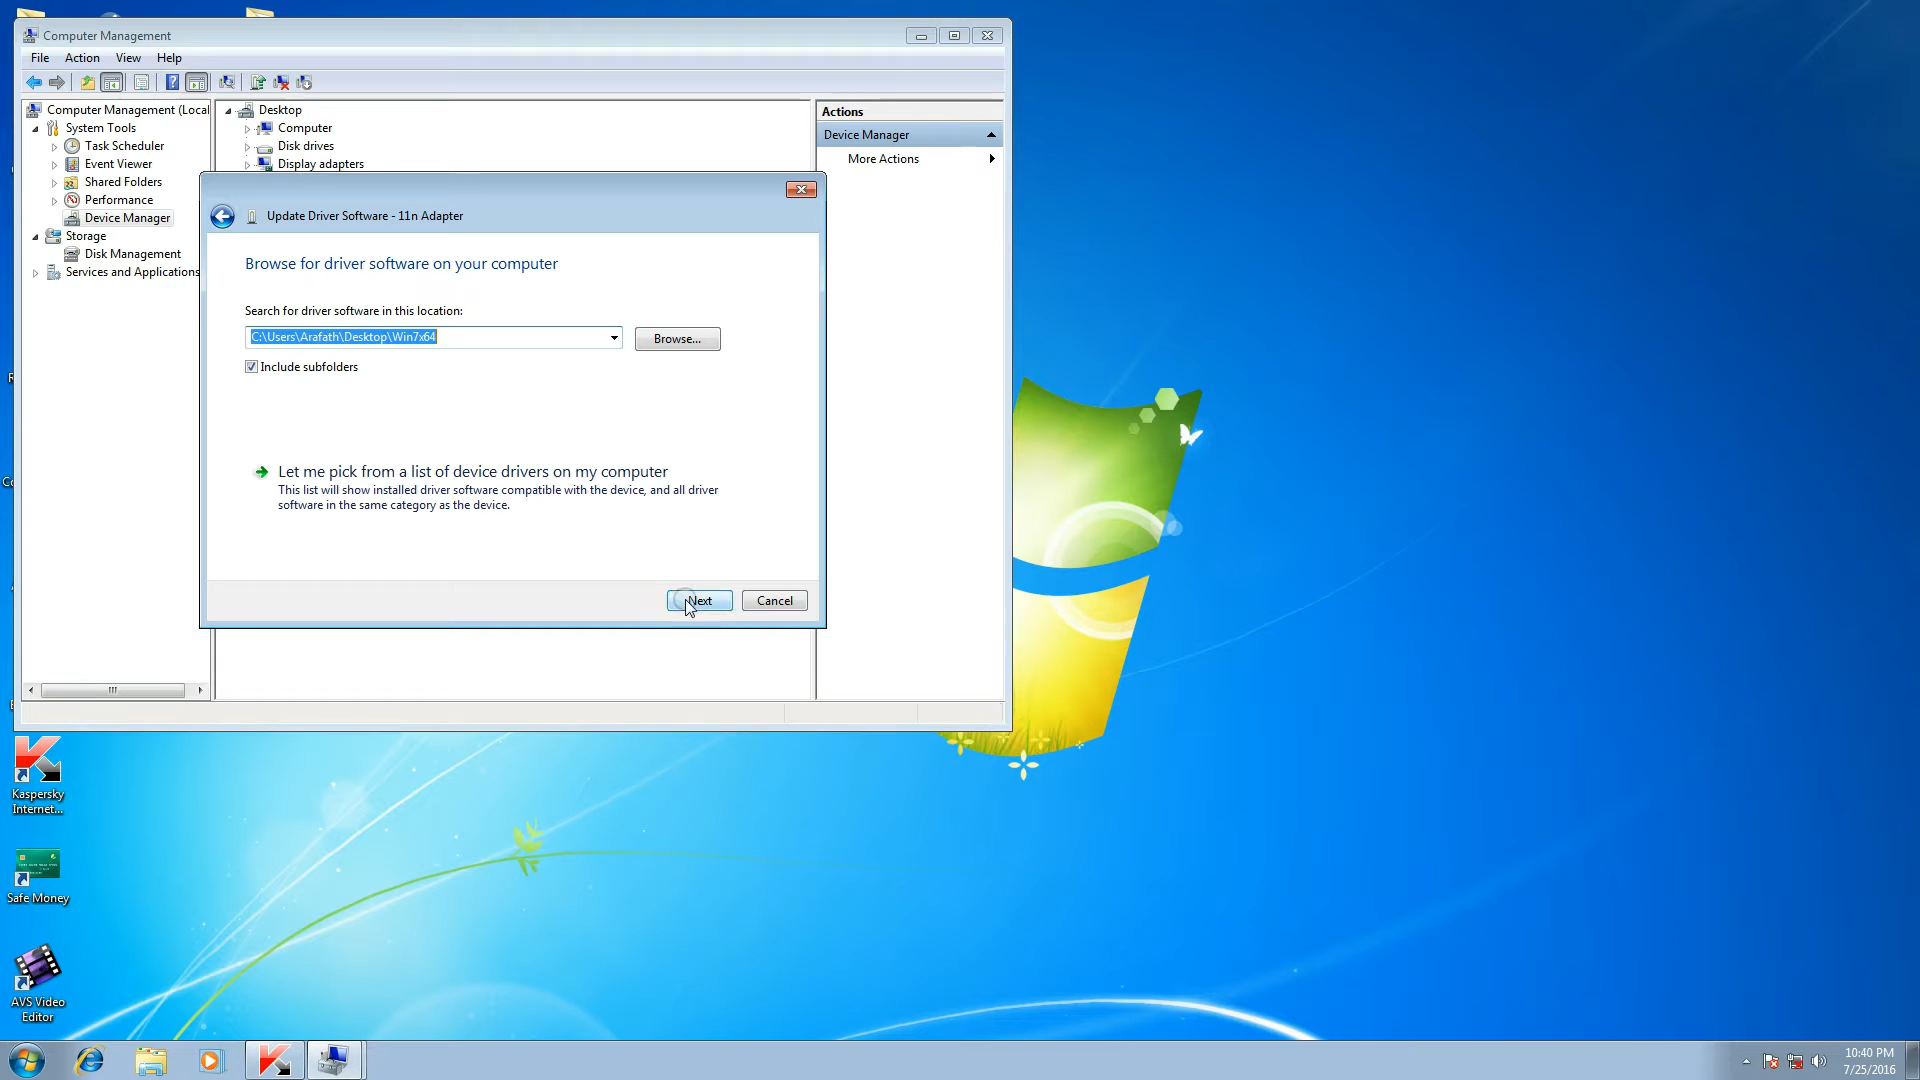 Computer Management
File Action View Help
Computer Management (Local
System Tools
Task Scheduler
Event Viewer
Shared Folders
Performance
Device Manager
Storage
Disk Management
Services and Applications
Desktop
Computer
Disk drives
Display adapters
Actions
Device Manager
More Actions
Update Driver Software - 11n Adapter
Browse for driver software on your computer
Search for driver software in this location:
C:\Users\Arafath\Desktop\Win7x64
Browse...
Include subfolders
Let me pick from a list of device drivers on my computer
This list will show installed driver software compatible with the device, and all driver
software in the same category as the device.
Next
Cancel
Kaspersky
Internet...
Safe Money
AVS Video
Editor
10:40 PM
7/25/2016